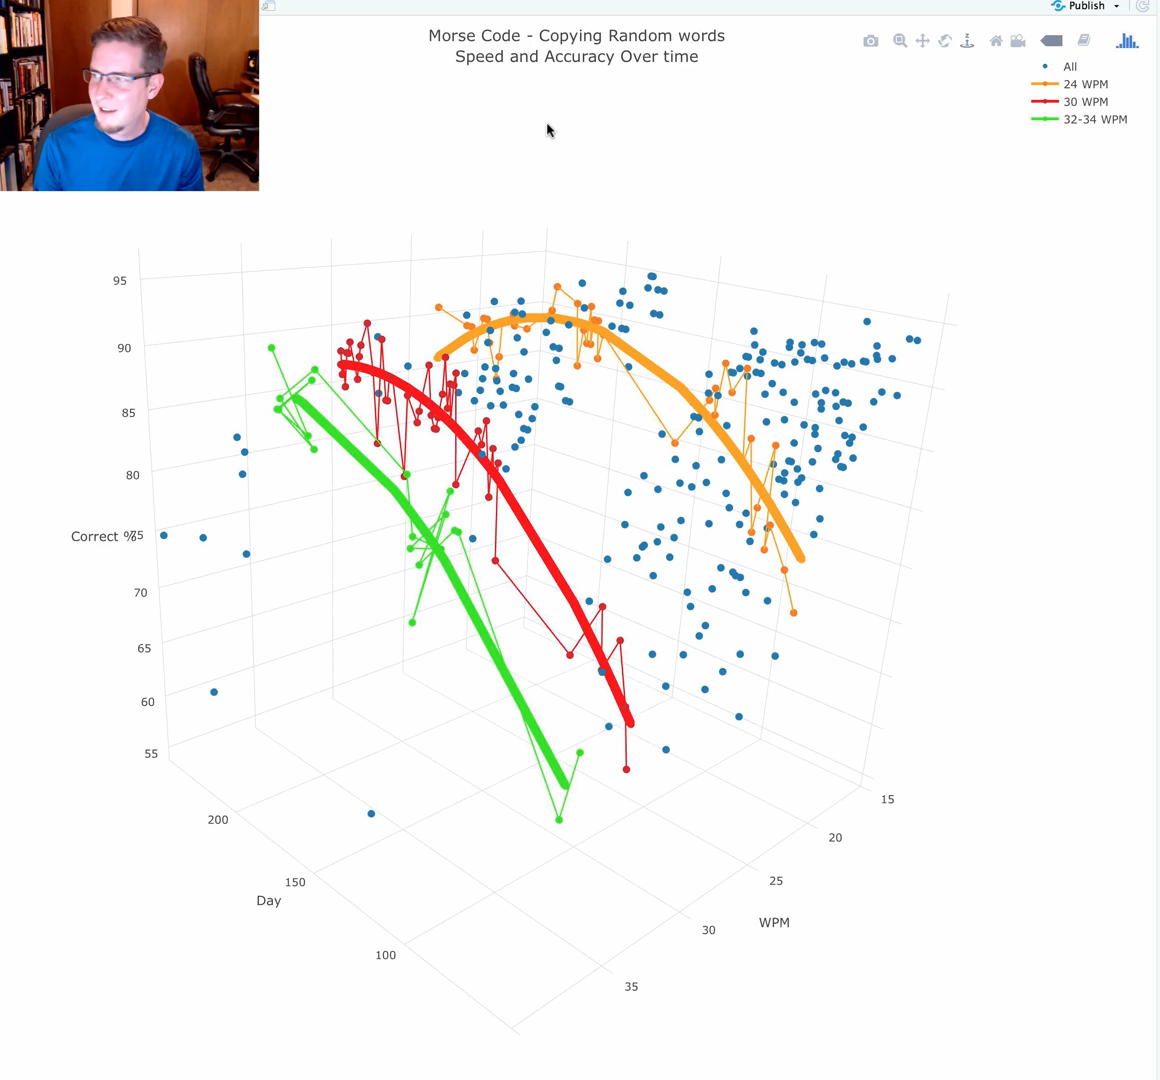 Publish
Morse Code - Copying Random words
Speed and Accuracy Over time
All
24 WPM
30 WPM
32-34 WPM
95
90
85
80
Correct %
75
70
65
60
55
200
150
100
Day
15
20
25
30
35
WPM